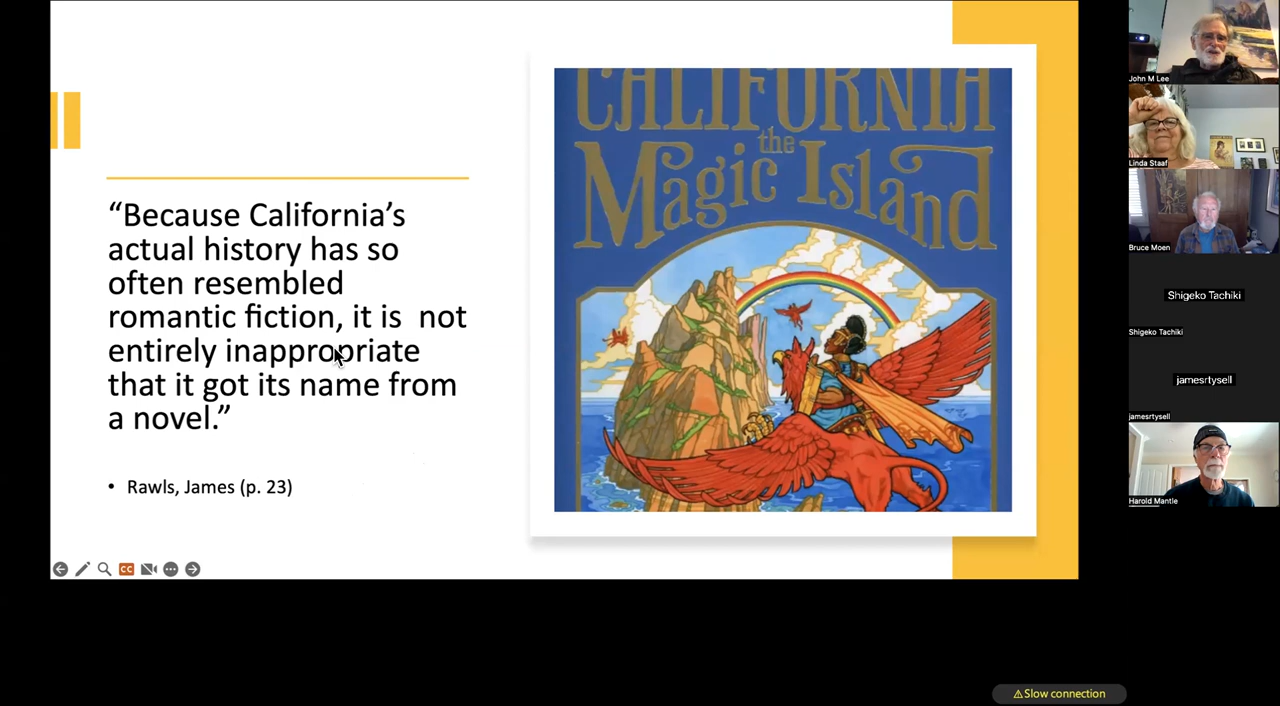 “Because California’s
actual history has so
often resembled
romantic fiction, it is  not
entirely inappropriate
that it got its name from
a novel.”
• Rawls, James (p. 23)
CALIFORNIA
the
Magic Island
CC
John M Lee
Linda Staaf
Bruce Moen
Shigeko Tachiki
Shigeko Tachiki
jamesrtysell
jamesrtysell
Harold Mantle
⚠Slow connection